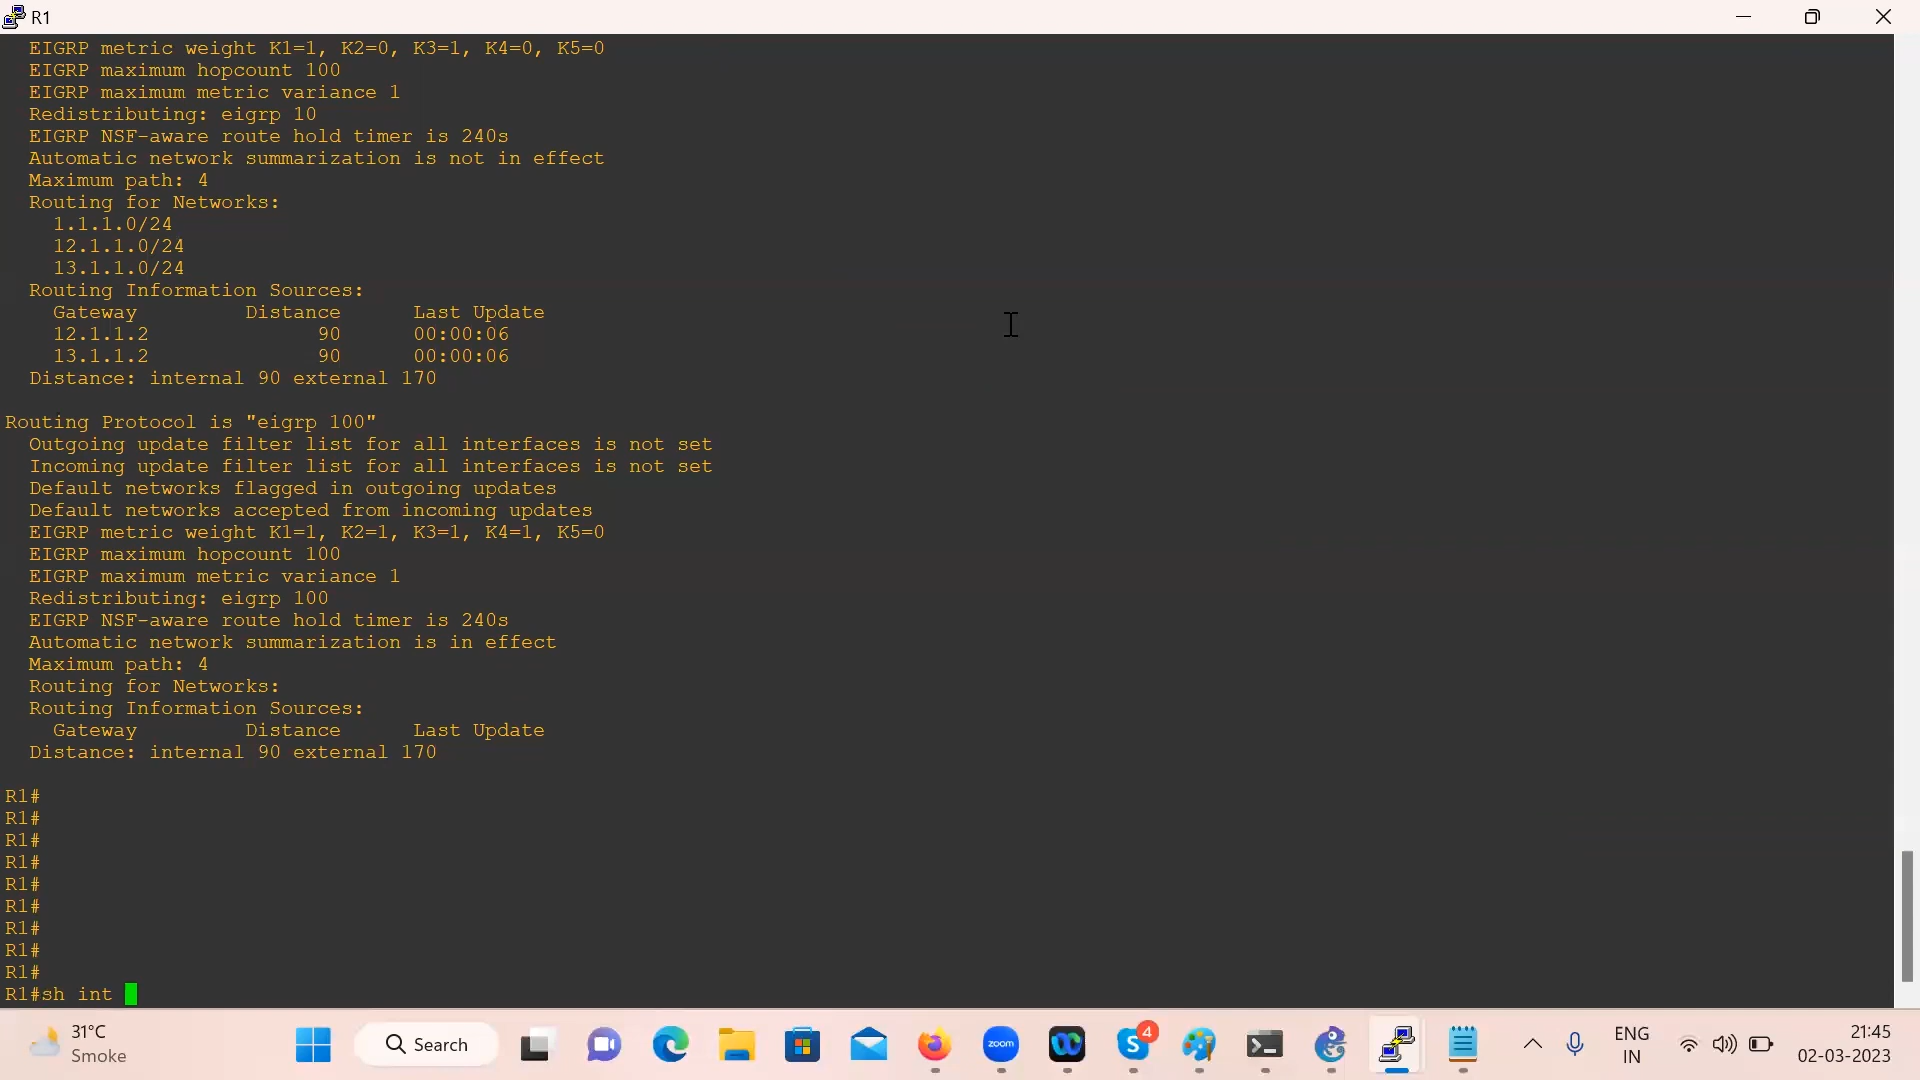 R1
EIGRP metric weight K1=1, K2=0, K3=1, K4=0, K5=0
EIGRP maximum hopcount 100
EIGRP maximum metric variance 1
Redistributing: eigrp 10
EIGRP NSF-aware route hold timer is 240s
Automatic network summarization is not in effect
Maximum path: 4
Routing for Networks:
1.1.1.0/24
12.1.1.0/24
13.1.1.0/24
Routing Information Sources:
Gateway Distance Last Update
12.1.1.2 90 00:00:06
13.1.1.2 90 00:00:06
Distance: internal 90 external 170
Routing Protocol is "eigrp 100"
Outgoing update filter list for all interfaces is not set
Incoming update filter list for all interfaces is not set
Default networks flagged in outgoing updates
Default networks accepted from incoming updates
EIGRP metric weight K1=1, K2=1, K3=1, K4=1, K5=0
EIGRP maximum hopcount 100
EIGRP maximum metric variance 1
Redistributing: eigrp 100
EIGRP NSF-aware route hold timer is 240s
Automatic network summarization is in effect
Maximum path: 4
Routing for Networks:
Routing Information Sources:
Gateway Distance Last Update
Distance: internal 90 external 170
R1#
R1#
R1#
R1#
R1#
R1#
R1#
R1#
R1#
R1#sh int
31°C
Smoke
Search
zoom
S 4
ENG
IN
21:45
02-03-2023